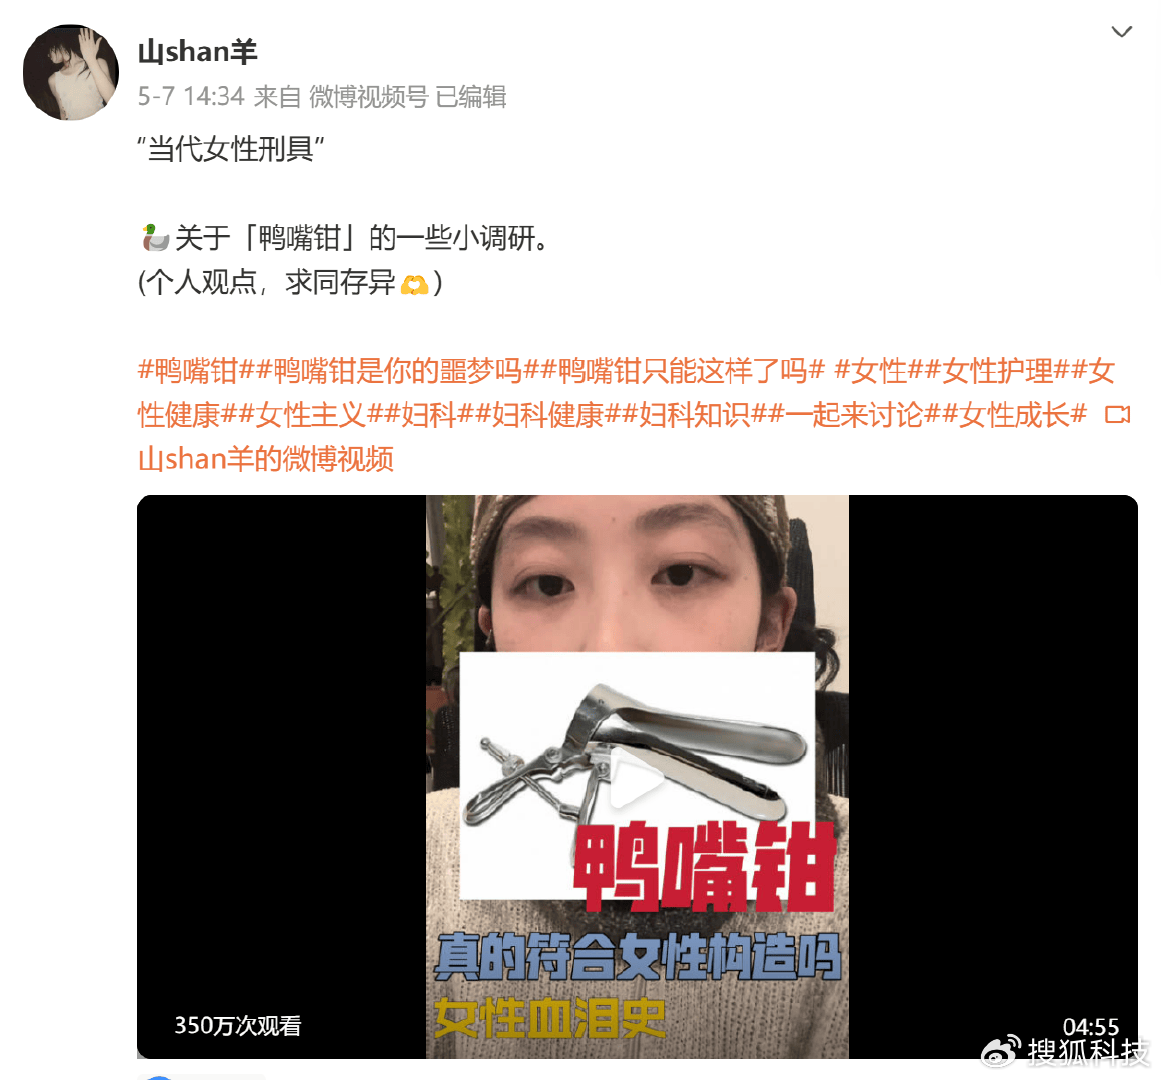 山shan羊
5-7 14:34 来自 微博视频号 已编辑
“当代女性刑具”
🦆关于「鸭嘴钳」的一些小调研。
(个人观点，求同存异🫶)
#鸭嘴钳##鸭嘴钳是你的噩梦吗##鸭嘴钳只能这样了吗# #女性##女性护理##女
性健康##女性主义##妇科##妇科健康##妇科知识##一起来讨论##女性成长#
山shan羊的微博视频
鸭嘴钳
真的符合女性构造吗
女性血泪史
350万次观看
04:55
搜狐科技